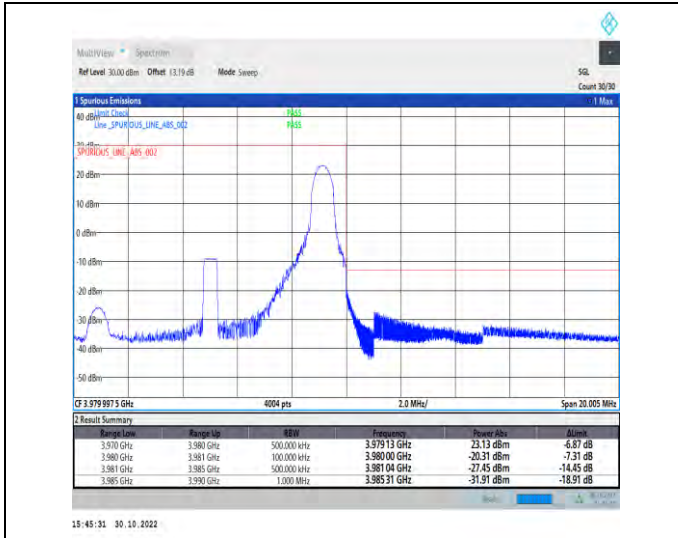 MultiView Spectrum
Ref Level 30.00 dBm Offset 13.19 dB Mode Sweep SGL
Count 30/30
1 Spurious Emissions 1 Max
40 dBm Limit Check PASS
Line _SPURIOUS_LINE_ABS_002 PASS
_SPURIOUS_LINE_ABS_002
20 dBm
10 dBm
0 dBm
-10 dBm
-20 dBm
-30 dBm
-40 dBm
-50 dBm
CF 3.979 997 5 GHz 4004 pts 2.0 MHz/ Span 20.005 MHz
2 Result Summary
Range Low Range Up RBW Frequency Power Abs ΔLimit
3.970 GHz 3.980 GHz 500.000 kHz 3.979 13 GHz 23.13 dBm -6.87 dB
3.980 GHz 3.981 GHz 100.000 kHz 3.980 00 GHz -20.31 dBm -7.31 dB
3.981 GHz 3.985 GHz 500.000 kHz 3.981 04 GHz -27.45 dBm -14.45 dB
3.985 GHz 3.990 GHz 1.000 MHz 3.985 31 GHz -31.91 dBm -18.91 dB
15:45:31 30.10.2022